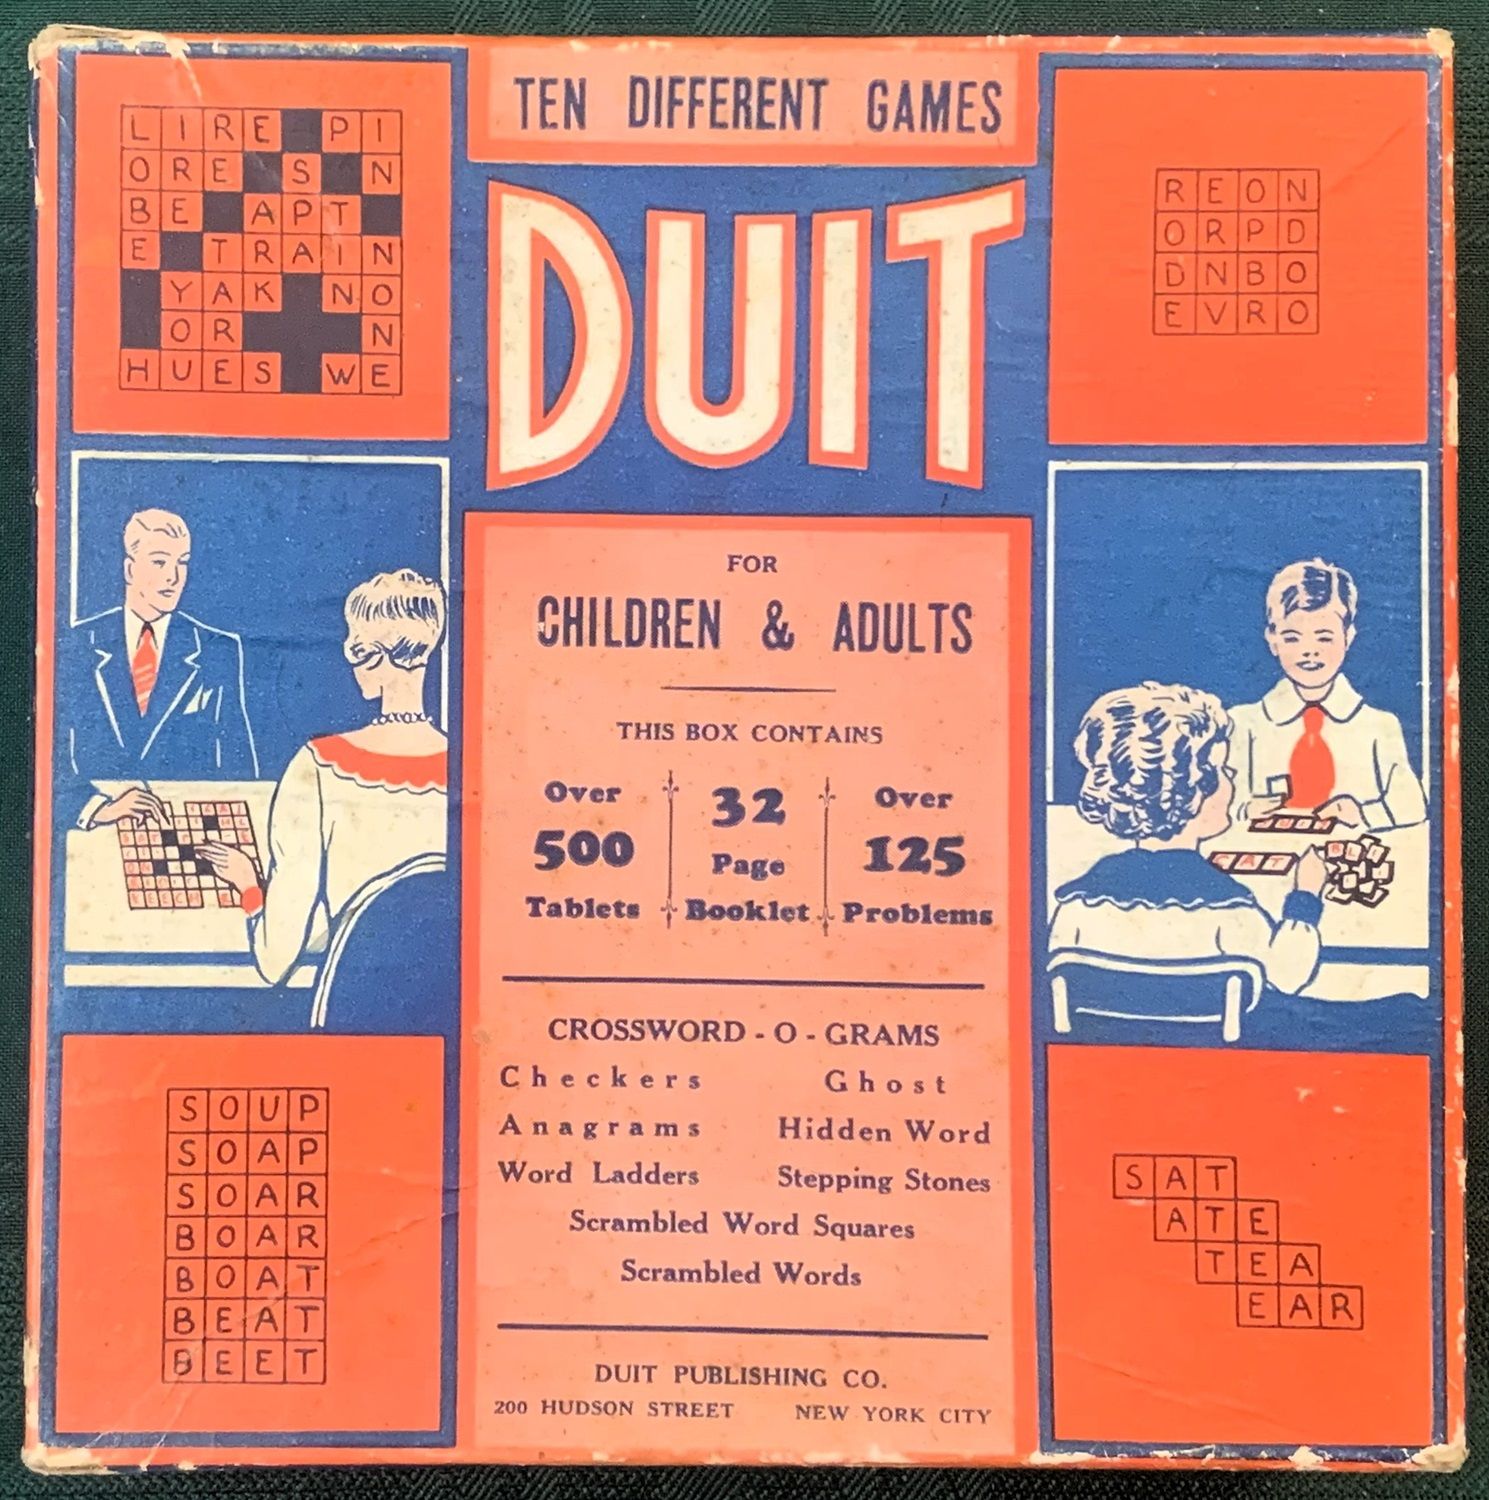 TEN DIFFERENT GAMES
DUIT
LIRE PI
ORE S N
BE APT
E TRAIN
YAK NO
OR N
HUES WE
REON
ORPD
DNBO
EVRO
FOR
CHILDREN & ADULTS
THIS BOX CONTAINS
Over 500 Tablets
32 Page Booklet
Over 125 Problems
CAT
CROSSWORD-O-GRAMS
Checkers Ghost
Anagrams Hidden Word
Word Ladders Stepping Stones
Scrambled Word Squares
Scrambled Words
DUIT PUBLISHING CO.
200 HUDSON STREET NEW YORK CITY
SOUP
SOAP
SOAR
BOAR
BOAT
BEAT
BEET
SAT
ATE
TEA
EAR